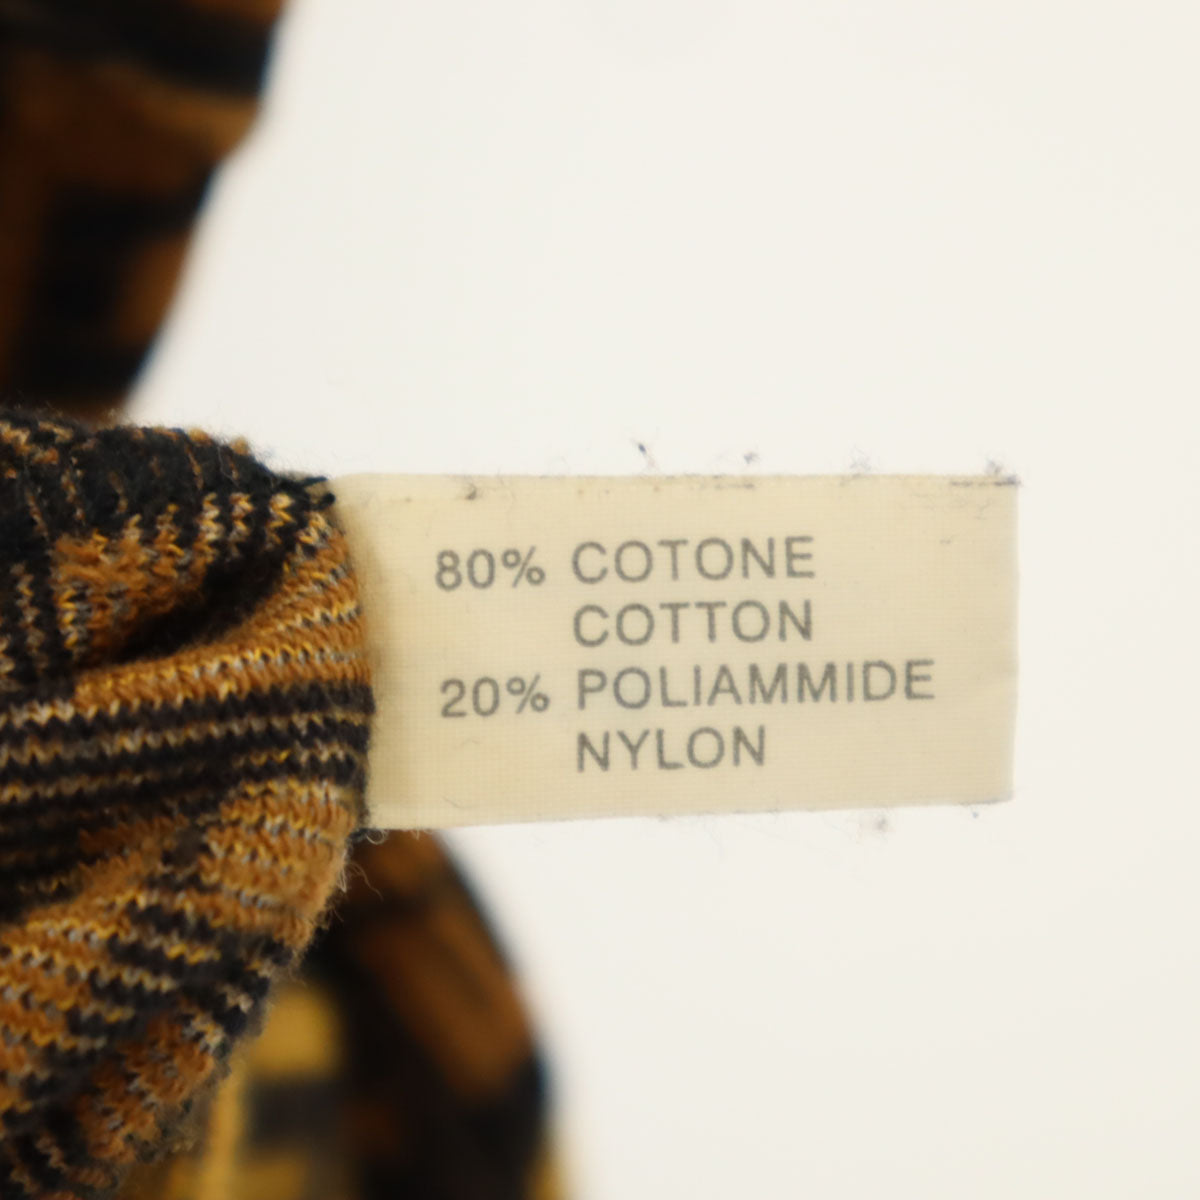 80% COTONE
COTTON
20% POLIAMMIDE
NYLON